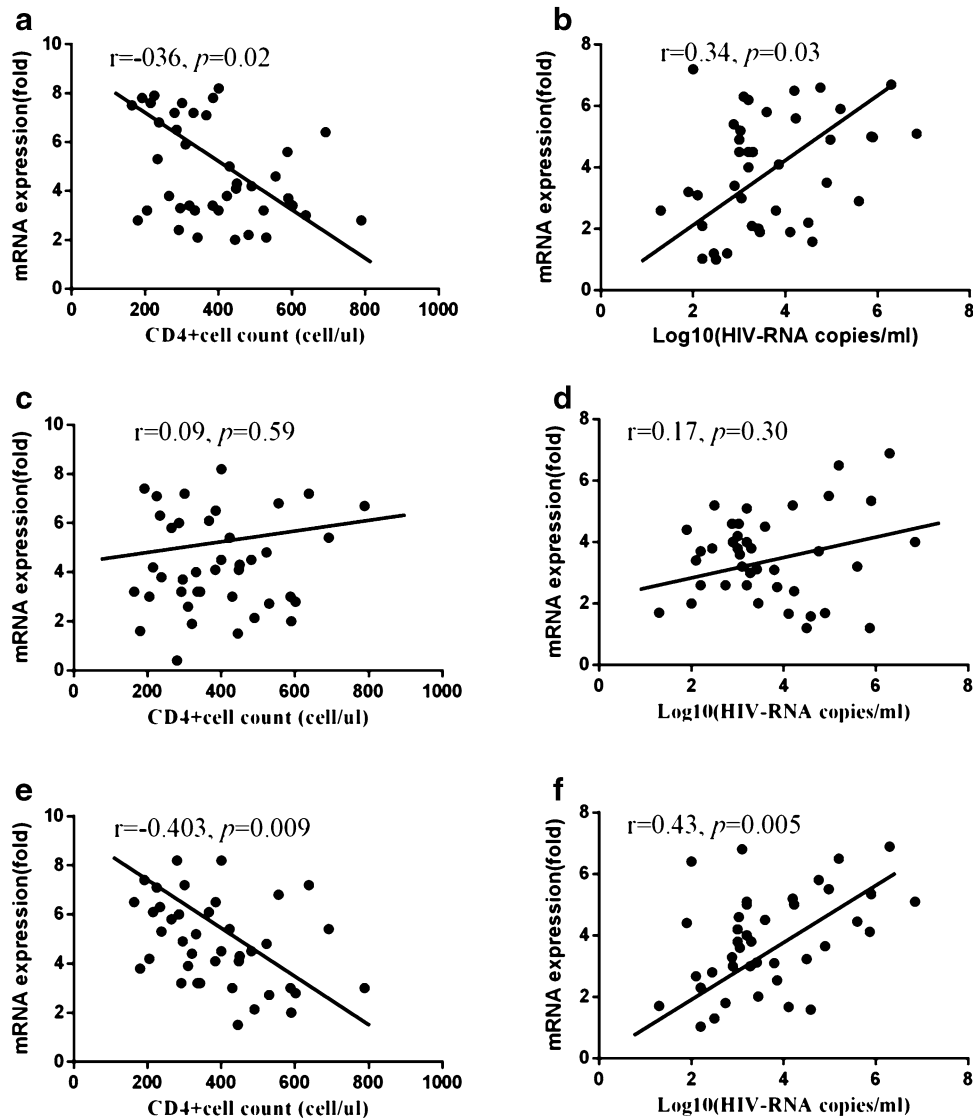 a
r=-036, p=0.02
mRNA expression(fold)
10
8
6
4
2
0
0 200 400 600 800 1000
CD4+cell count (cell/ul)
b
r=0.34, p=0.03
mRNA expression(fold)
8
6
4
2
0
0 2 4 6 8
Log10(HIV-RNA copies/ml)
c
r=0.09, p=0.59
mRNA expression(fold)
10
8
6
4
2
0
0 200 400 600 800 1000
CD4+cell count (cell/ul)
d
r=0.17, p=0.30
mRNA expression(fold)
8
6
4
2
0
0 2 4 6 8
Log10(HIV-RNA copies/ml)
e
r=-0.403, p=0.009
mRNA expression(fold)
10
8
6
4
2
0
0 200 400 600 800 1000
CD4+cell count (cell/ul)
f
r=0.43, p=0.005
mRNA expression(fold)
8
6
4
2
0
0 2 4 6 8
Log10(HIV-RNA copies/ml)